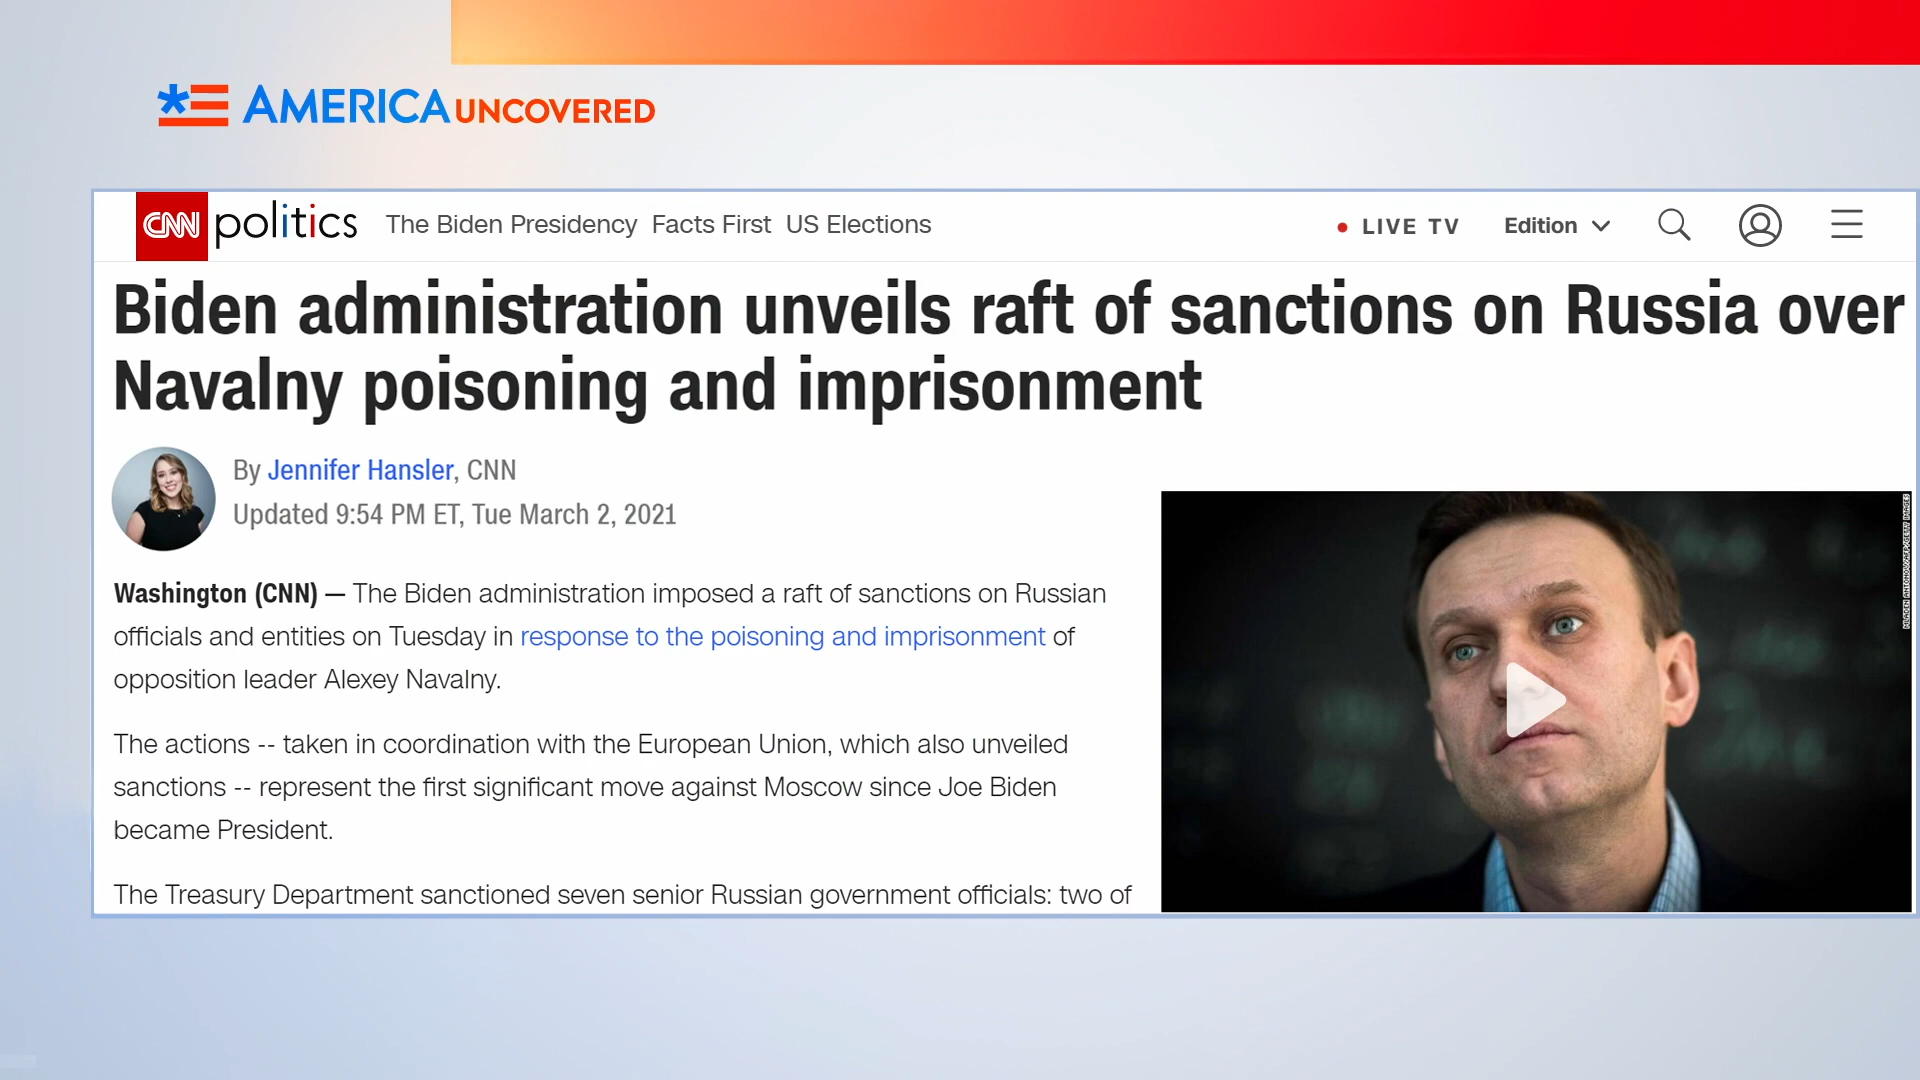 AMERICA UNCOVERED
CNN politics The Biden Presidency Facts First US Elections LIVE TV Edition
Biden administration unveils raft of sanctions on Russia over
Navalny poisoning and imprisonment
By Jennifer Hansler, CNN
Updated 9:54 PM ET, Tue March 2, 2021
Washington (CNN) — The Biden administration imposed a raft of sanctions on Russian
officials and entities on Tuesday in response to the poisoning and imprisonment of
opposition leader Alexey Navalny.
The actions -- taken in coordination with the European Union, which also unveiled
sanctions -- represent the first significant move against Moscow since Joe Biden
became President.
The Treasury Department sanctioned seven senior Russian government officials: two of